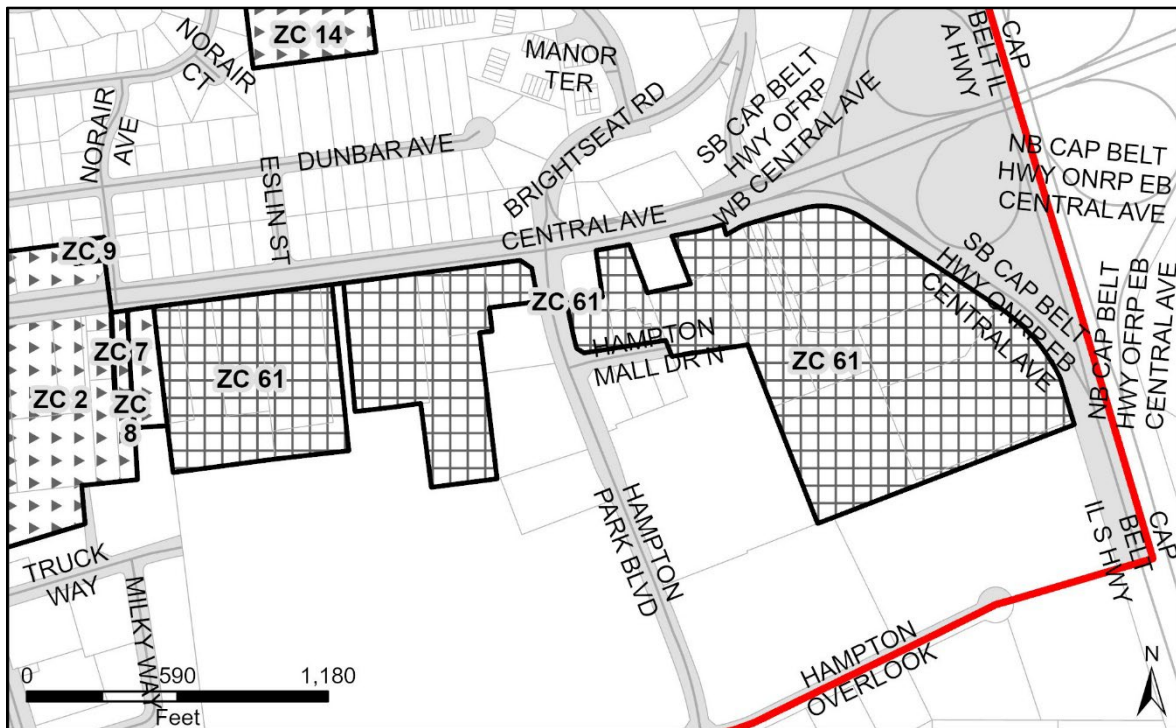 ZC 14
NORAIR
CT
MANOR
TER
CAP
BELT IL
A HWY
NORAIR
AVE
BRIGHTSEAT RD
SB CAP BELT
HWY OFRP
WB CENTRAL AVE
DUNBAR AVE
ESLIN ST
NB CAP BELT
HWY ONRP EB
CENTRAL AVE
CENTRAL AVE
ZC 9
SB CAP BELT
HWY ONRP EB
CENTRAL AVE
NB CAP BELT
HWY OFRP EB
CENTRAL AVE
ZC 61
ZC 7
ZC 2
ZC
8
ZC 61
HAMPTON
MALL DR N
ZC 61
TRUCK
WAY
MILKY WAY
HAMPTON
PARK BLVD
CAP
BELT
IL S HWY
HAMPTON
OVERLOOK
0 590 1,180
Feet
N